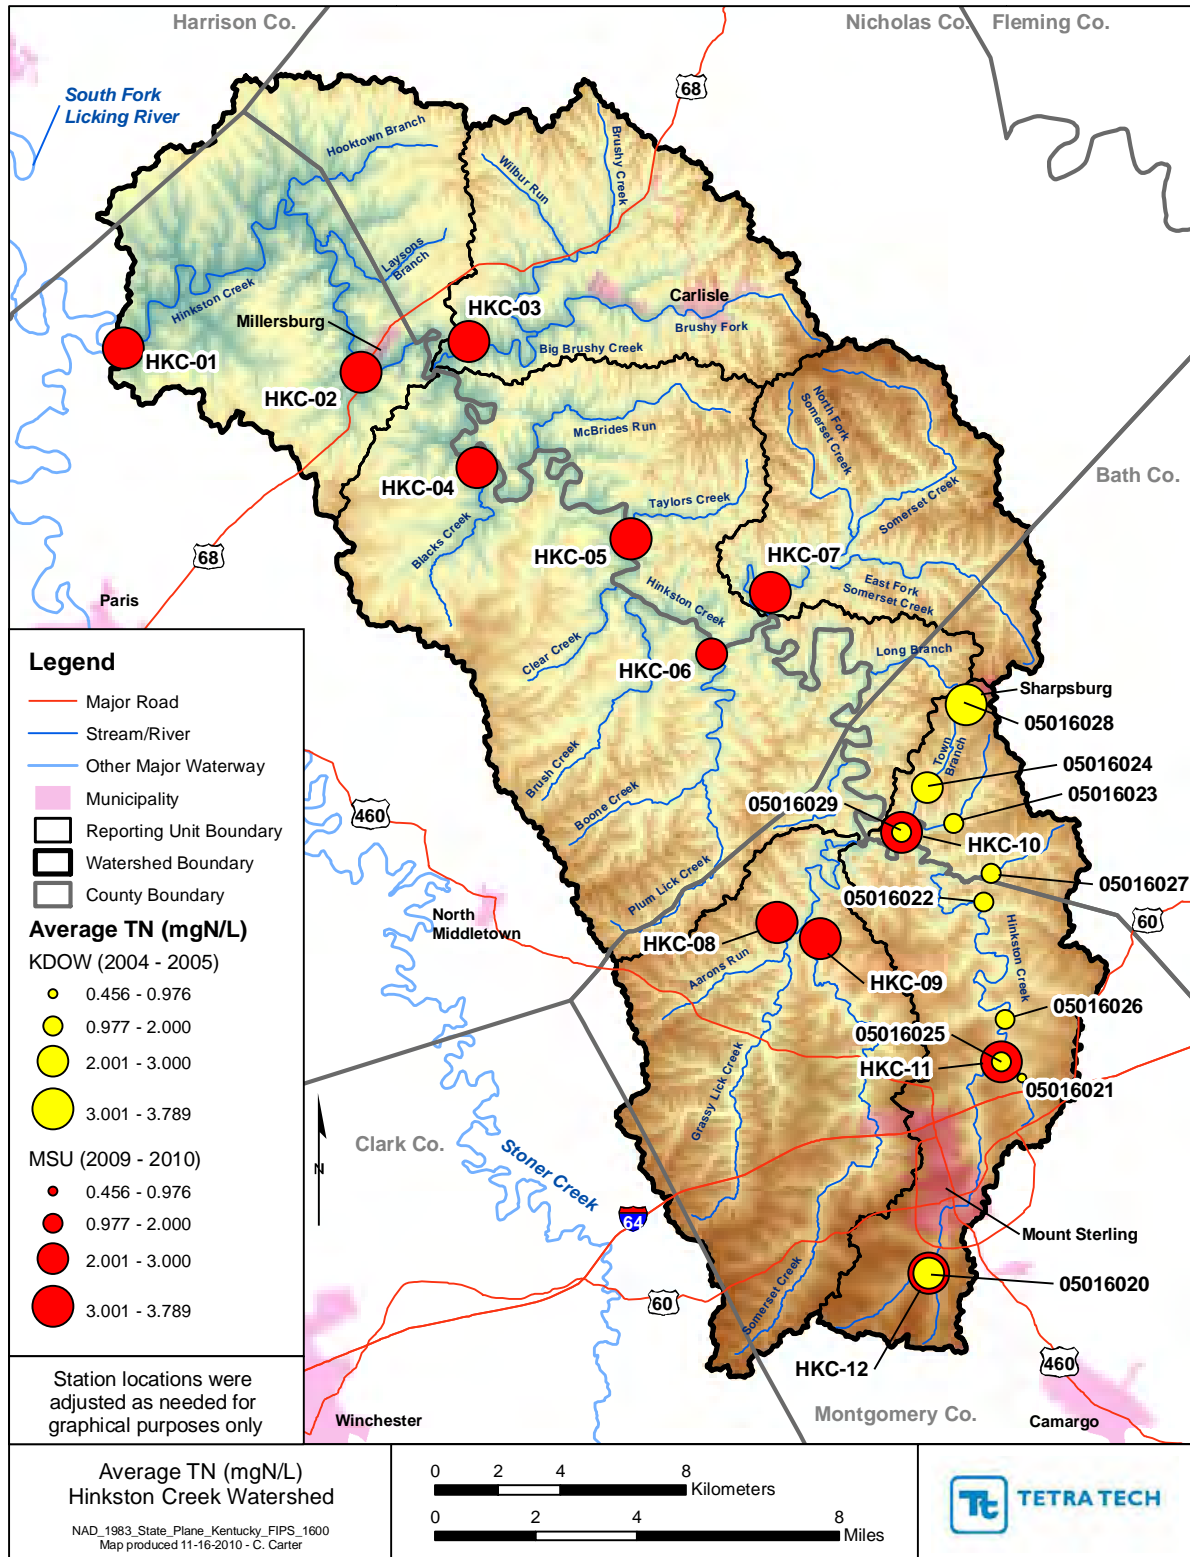 Harrison Co.
Nicholas Co.
Fleming Co.
South Fork
Licking River
68
Hooktown Branch
Wilbur Run
Brushy Creek
Laysons
Branch
Hinkston Creek
Millersburg
HKC-03
Carlisle
Brushy Fork
Big Brushy Creek
HKC-01
HKC-02
McBrides Run
North Fork
Somerset Creek
Bath Co.
HKC-04
Taylors Creek
Somerset Creek
Blacks Creek
HKC-05
HKC-07
68
East Fork
Somerset Creek
Paris
Hinkston Creek
Clear Creek
HKC-06
Long Branch
Sharpsburg
05016028
Town
Branch
05016024
05016023
Brush Creek
Boone Creek
05016029
HKC-10
460
05016027
05016022
Plum Lick Creek
60
North
Middletown
HKC-08
Aarons Run
HKC-09
Hinkston Creek
05016026
05016025
HKC-11
05016021
Grassy Lick Creek
Clark Co.
Stoner Creek
64
Mount Sterling
60
Somerset Creek
05016020
HKC-12
460
Montgomery Co.
Camargo
Winchester
N
Legend
Major Road
Stream/River
Other Major Waterway
Municipality
Reporting Unit Boundary
Watershed Boundary
County Boundary
Average TN (mgN/L)
KDOW (2004 - 2005)
0.456 - 0.976
0.977 - 2.000
2.001 - 3.000
3.001 - 3.789
MSU (2009 - 2010)
0.456 - 0.976
0.977 - 2.000
2.001 - 3.000
3.001 - 3.789
Station locations were
adjusted as needed for
graphical purposes only
Average TN (mgN/L)
Hinkston Creek Watershed
NAD_1983_State_Plane_Kentucky_FIPS_1600
Map produced 11-16-2010 - C. Carter
0 2 4 8
Kilometers
0 2 4 8
Miles
Tt
TETRA TECH